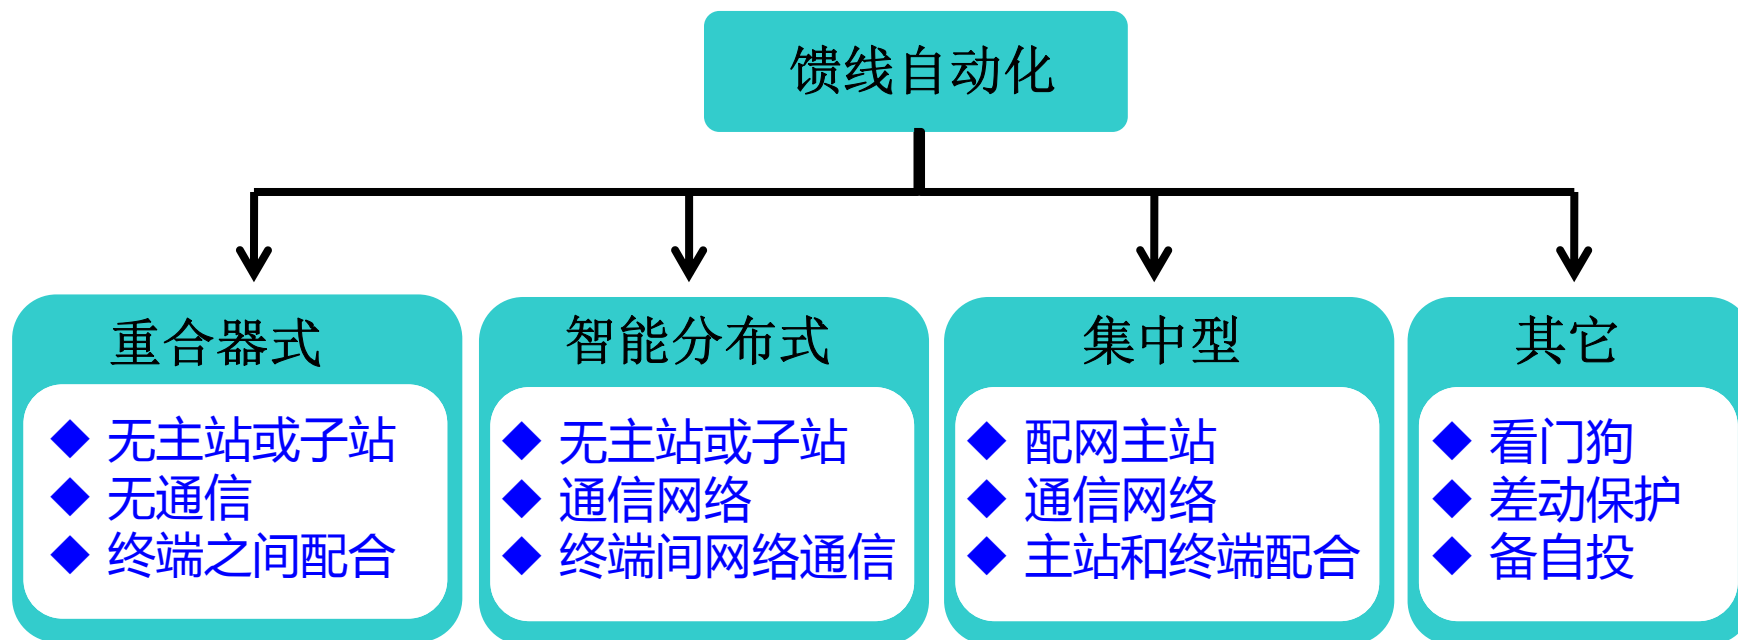 馈线自动化
重合器式
无主站或子站
无通信
终端之间配合
智能分布式
无主站或子站
通信网络
终端间网络通信
集中型
配网主站
通信网络
主站和终端配合
其它
看门狗
差动保护
备自投